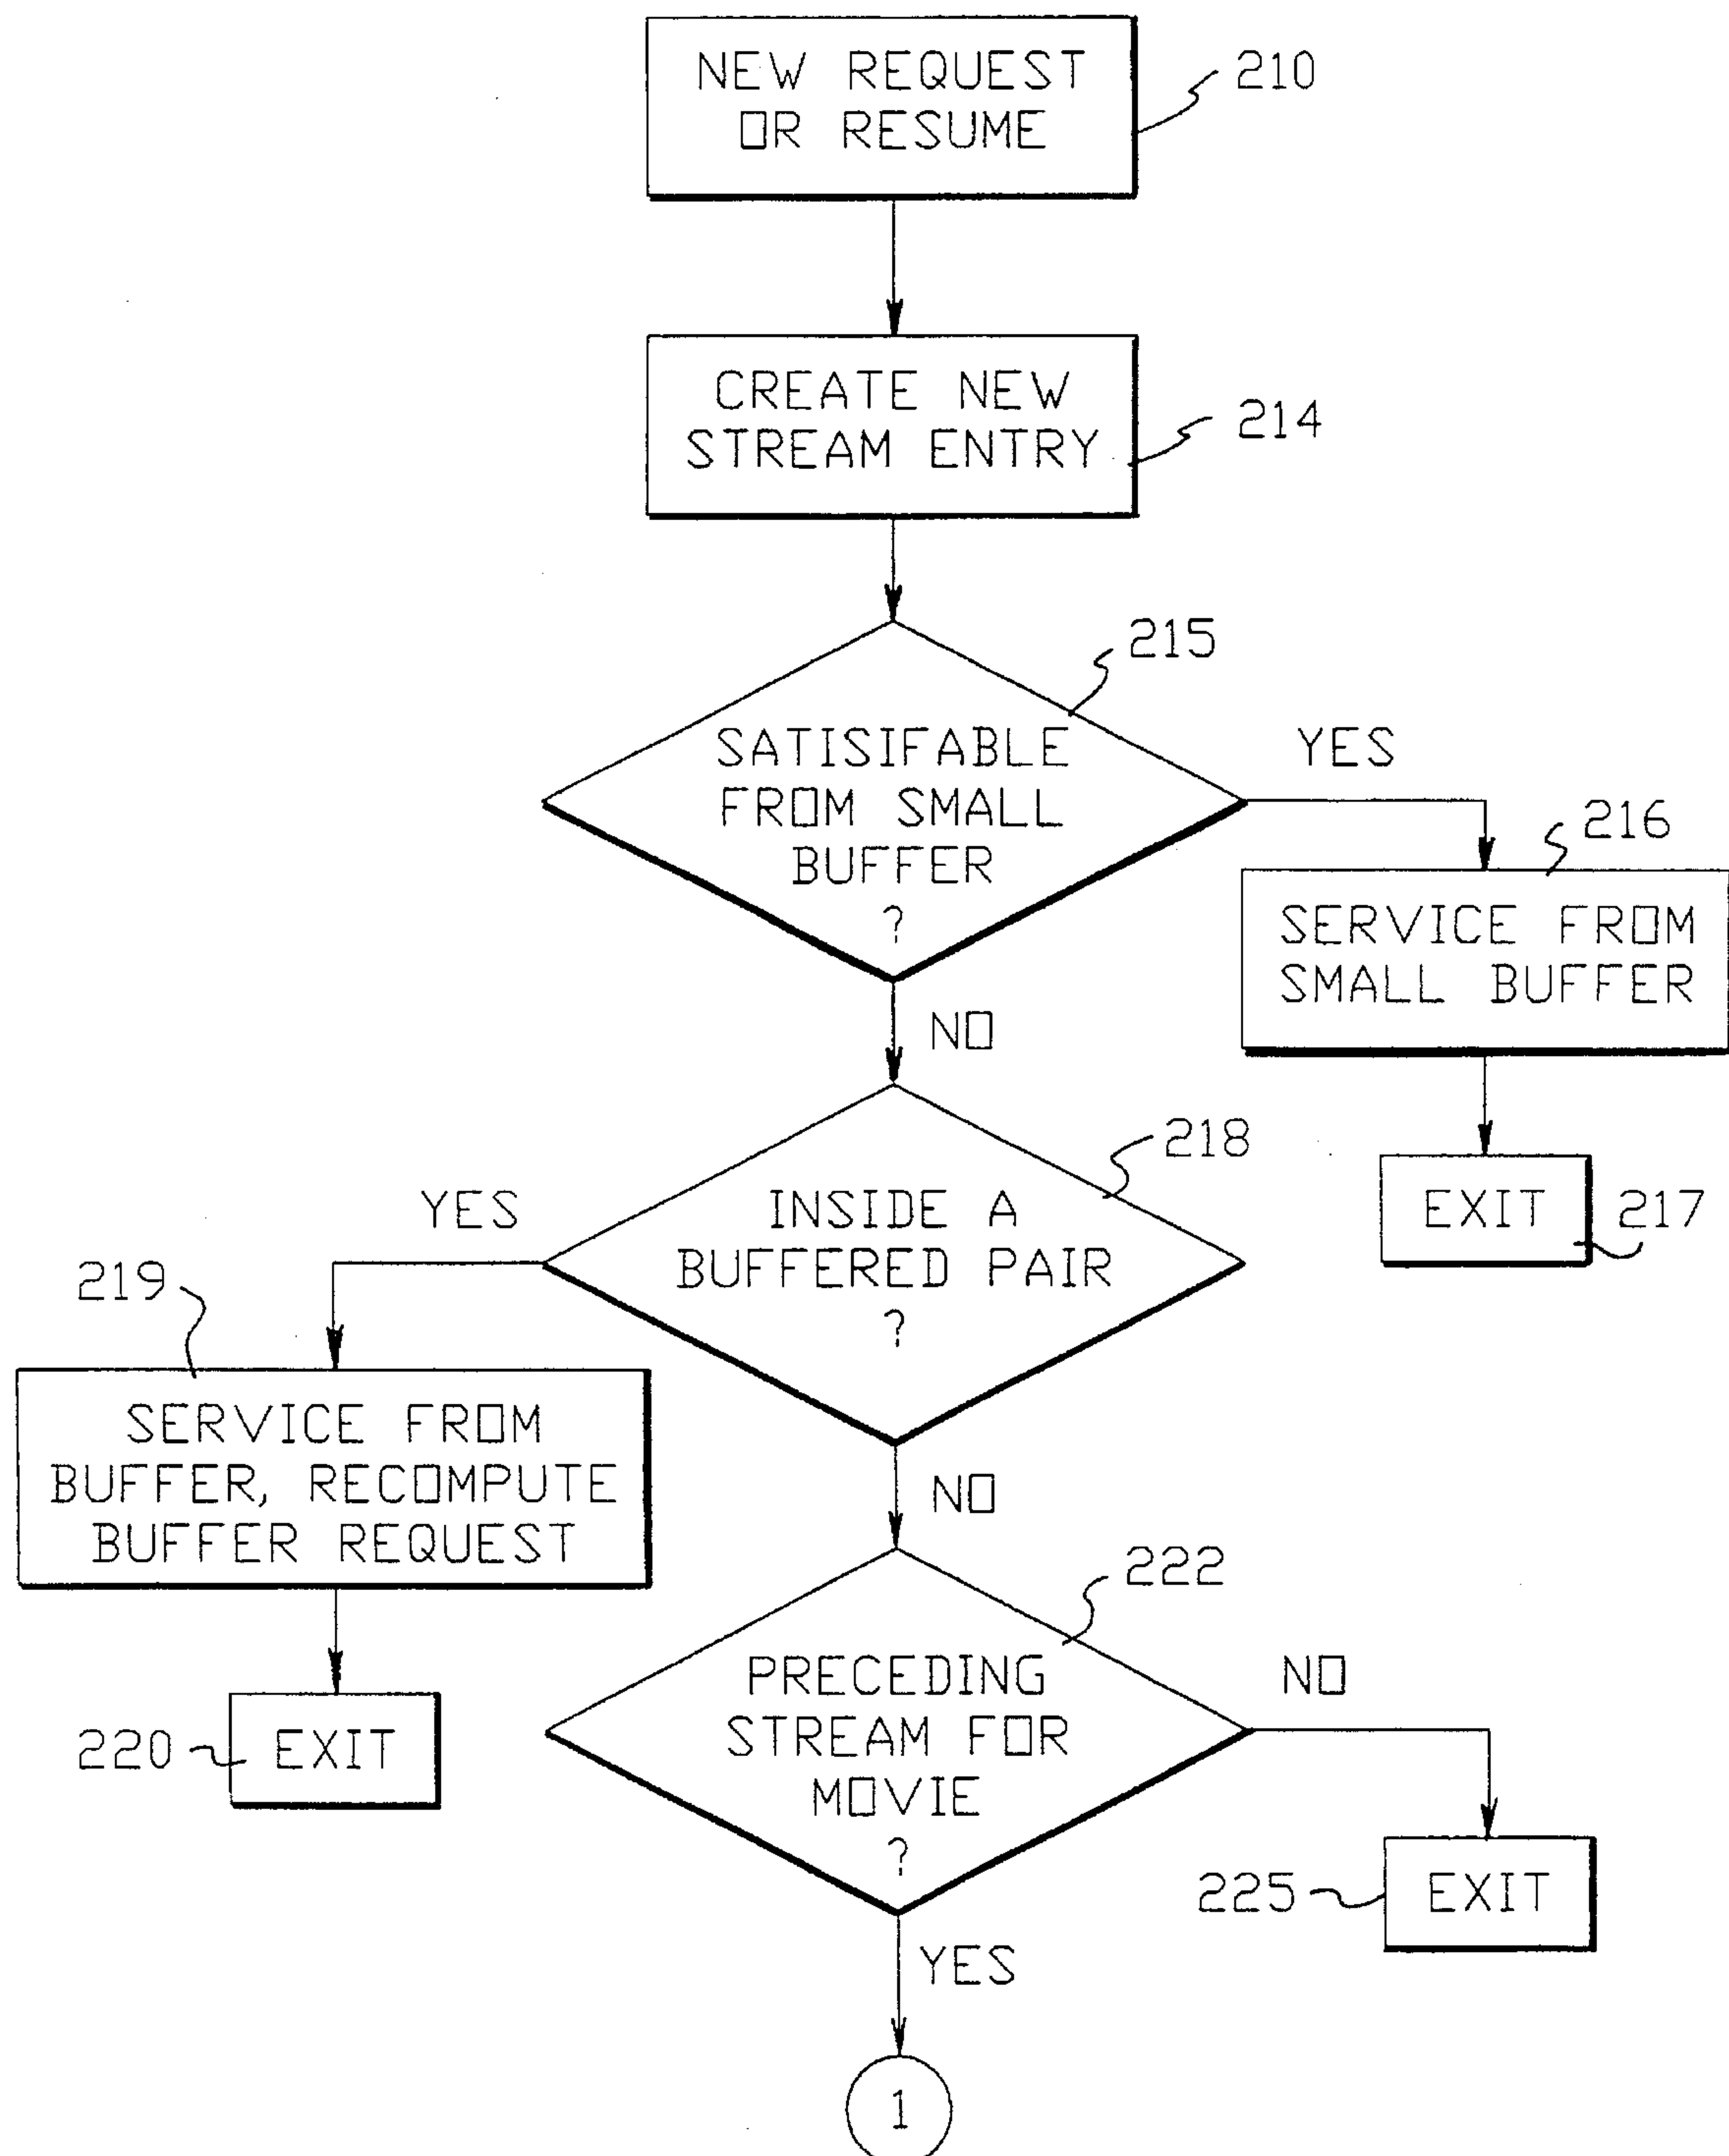 NEW REQUEST
OR RESUME
210
CREATE NEW
STREAM ENTRY
214
215
SATISIFABLE
FROM SMALL
BUFFER
?
YES
216
SERVICE FROM
SMALL BUFFER
NO
218
EXIT
217
YES
INSIDE A
BUFFERED PAIR
?
219
SERVICE FROM
BUFFER, RECOMPUTE
BUFFER REQUEST
NO
222
220
EXIT
PRECEDING
STREAM FOR
MOVIE
?
NO
225
EXIT
YES
1